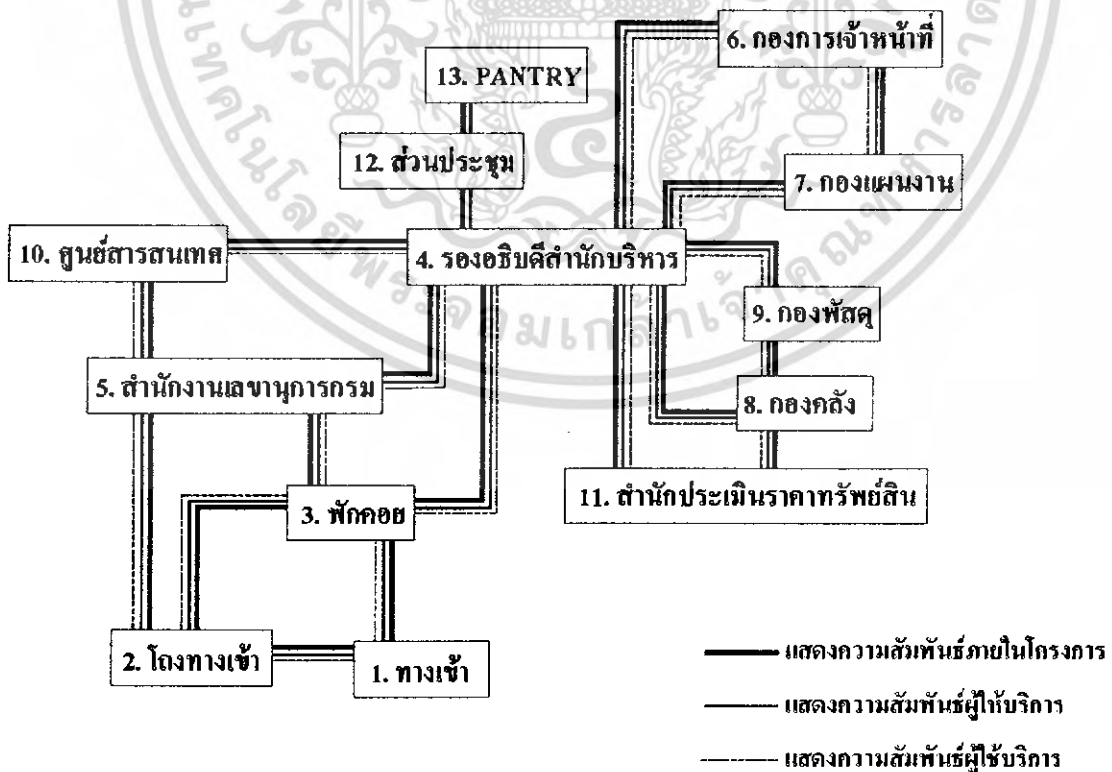 6. กองการเจ้าหน้าที่
13. PANTRY
12. ส่วนประชุม
7. กองแผนงาน
10. ศูนย์สารสนเทศ
4. รองอธิบดีสำนักบริหาร
9. กองพัสดุ
5. สำนักงานเลขานุการกรม
8. กองคลัง
3. พักคอย
11. สำนักประเมินราคาทรัพย์สิน
2. โถงทางเข้า
1. ทางเข้า
แสดงความสัมพันธ์ภายในโครงการ
แสดงความสัมพันธ์ผู้ให้บริการ
แสดงความสัมพันธ์ผู้ใช้บริการ